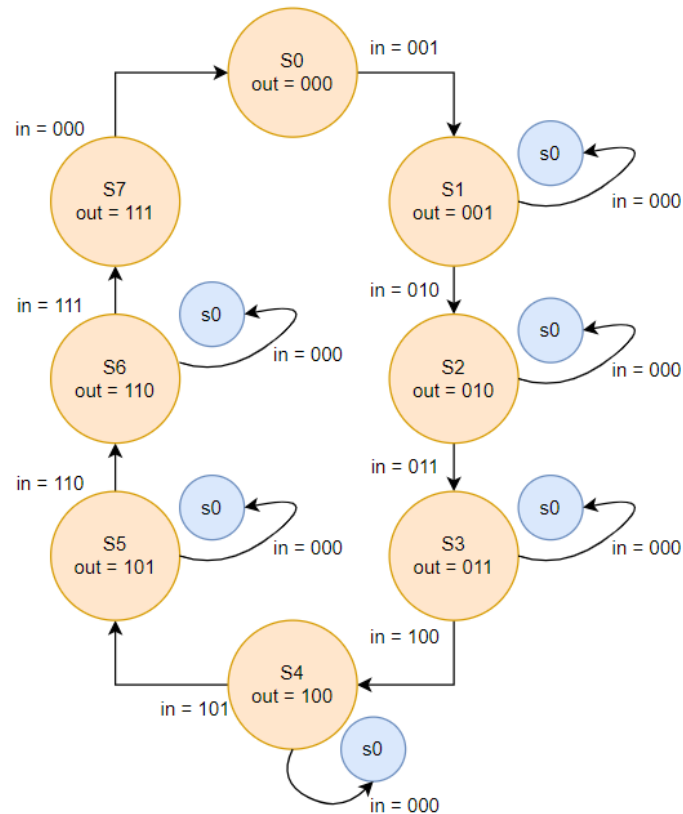 S0
out = 000
in = 001
in = 000
S7
out = 111
S1
out = 001
s0
in = 000
in = 111
in = 010
S6
out = 110
s0
in = 000
S2
out = 010
s0
in = 000
in = 110
in = 011
S5
out = 101
s0
in = 000
S3
out = 011
s0
in = 000
in = 100
S4
out = 100
in = 101
s0
in = 000